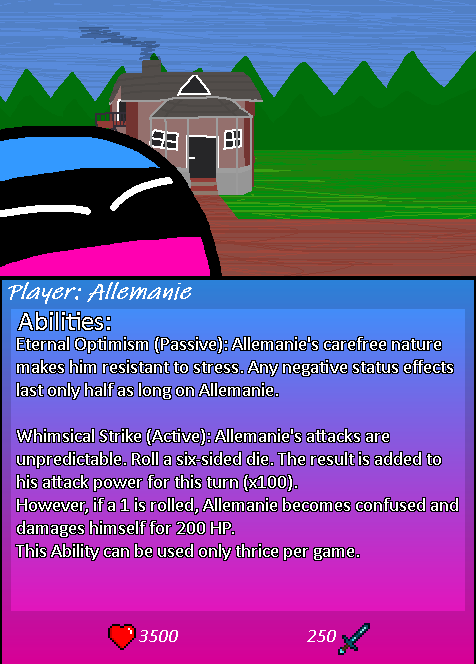 Player: Allemanie
Abilities:
Eternal Optimism (Passive): Allemanie's carefree nature
makes him resistant to stress. Any negative status effects
last only half as long on Allemanie.
Whimsical Strike (Active): Allemanie's attacks are
unpredictable. Roll a six-sided die. The result is added to
his attack power for this turn (x100).
However, if a 1 is rolled, Allemanie becomes confused and
damages himself for 200 HP.
This Ability can be used only thrice per game.
3500 250